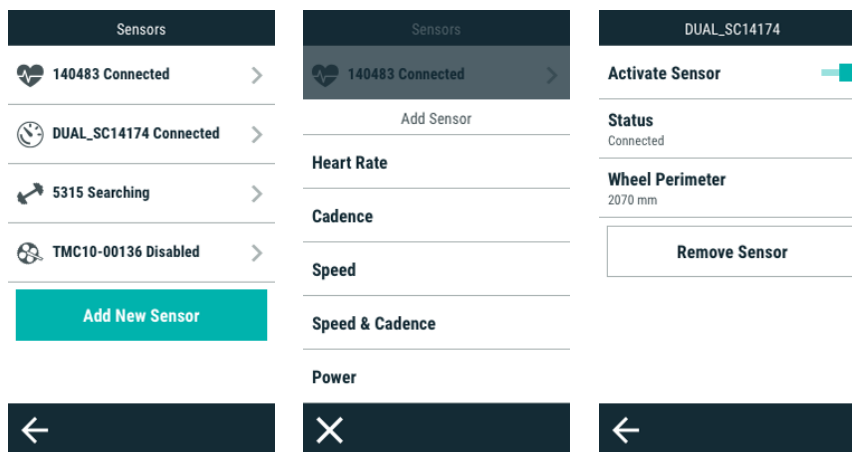 Sensors
140483 Connected
DUAL_SC14174 Connected
5315 Searching
TMC10-00136 Disabled
Add New Sensor
Sensors
140483 Connected
Add Sensor
Heart Rate
Cadence
Speed
Speed & Cadence
Power
DUAL_SC14174
Activate Sensor
Status
Connected
Wheel Perimeter
2070 mm
Remove Sensor